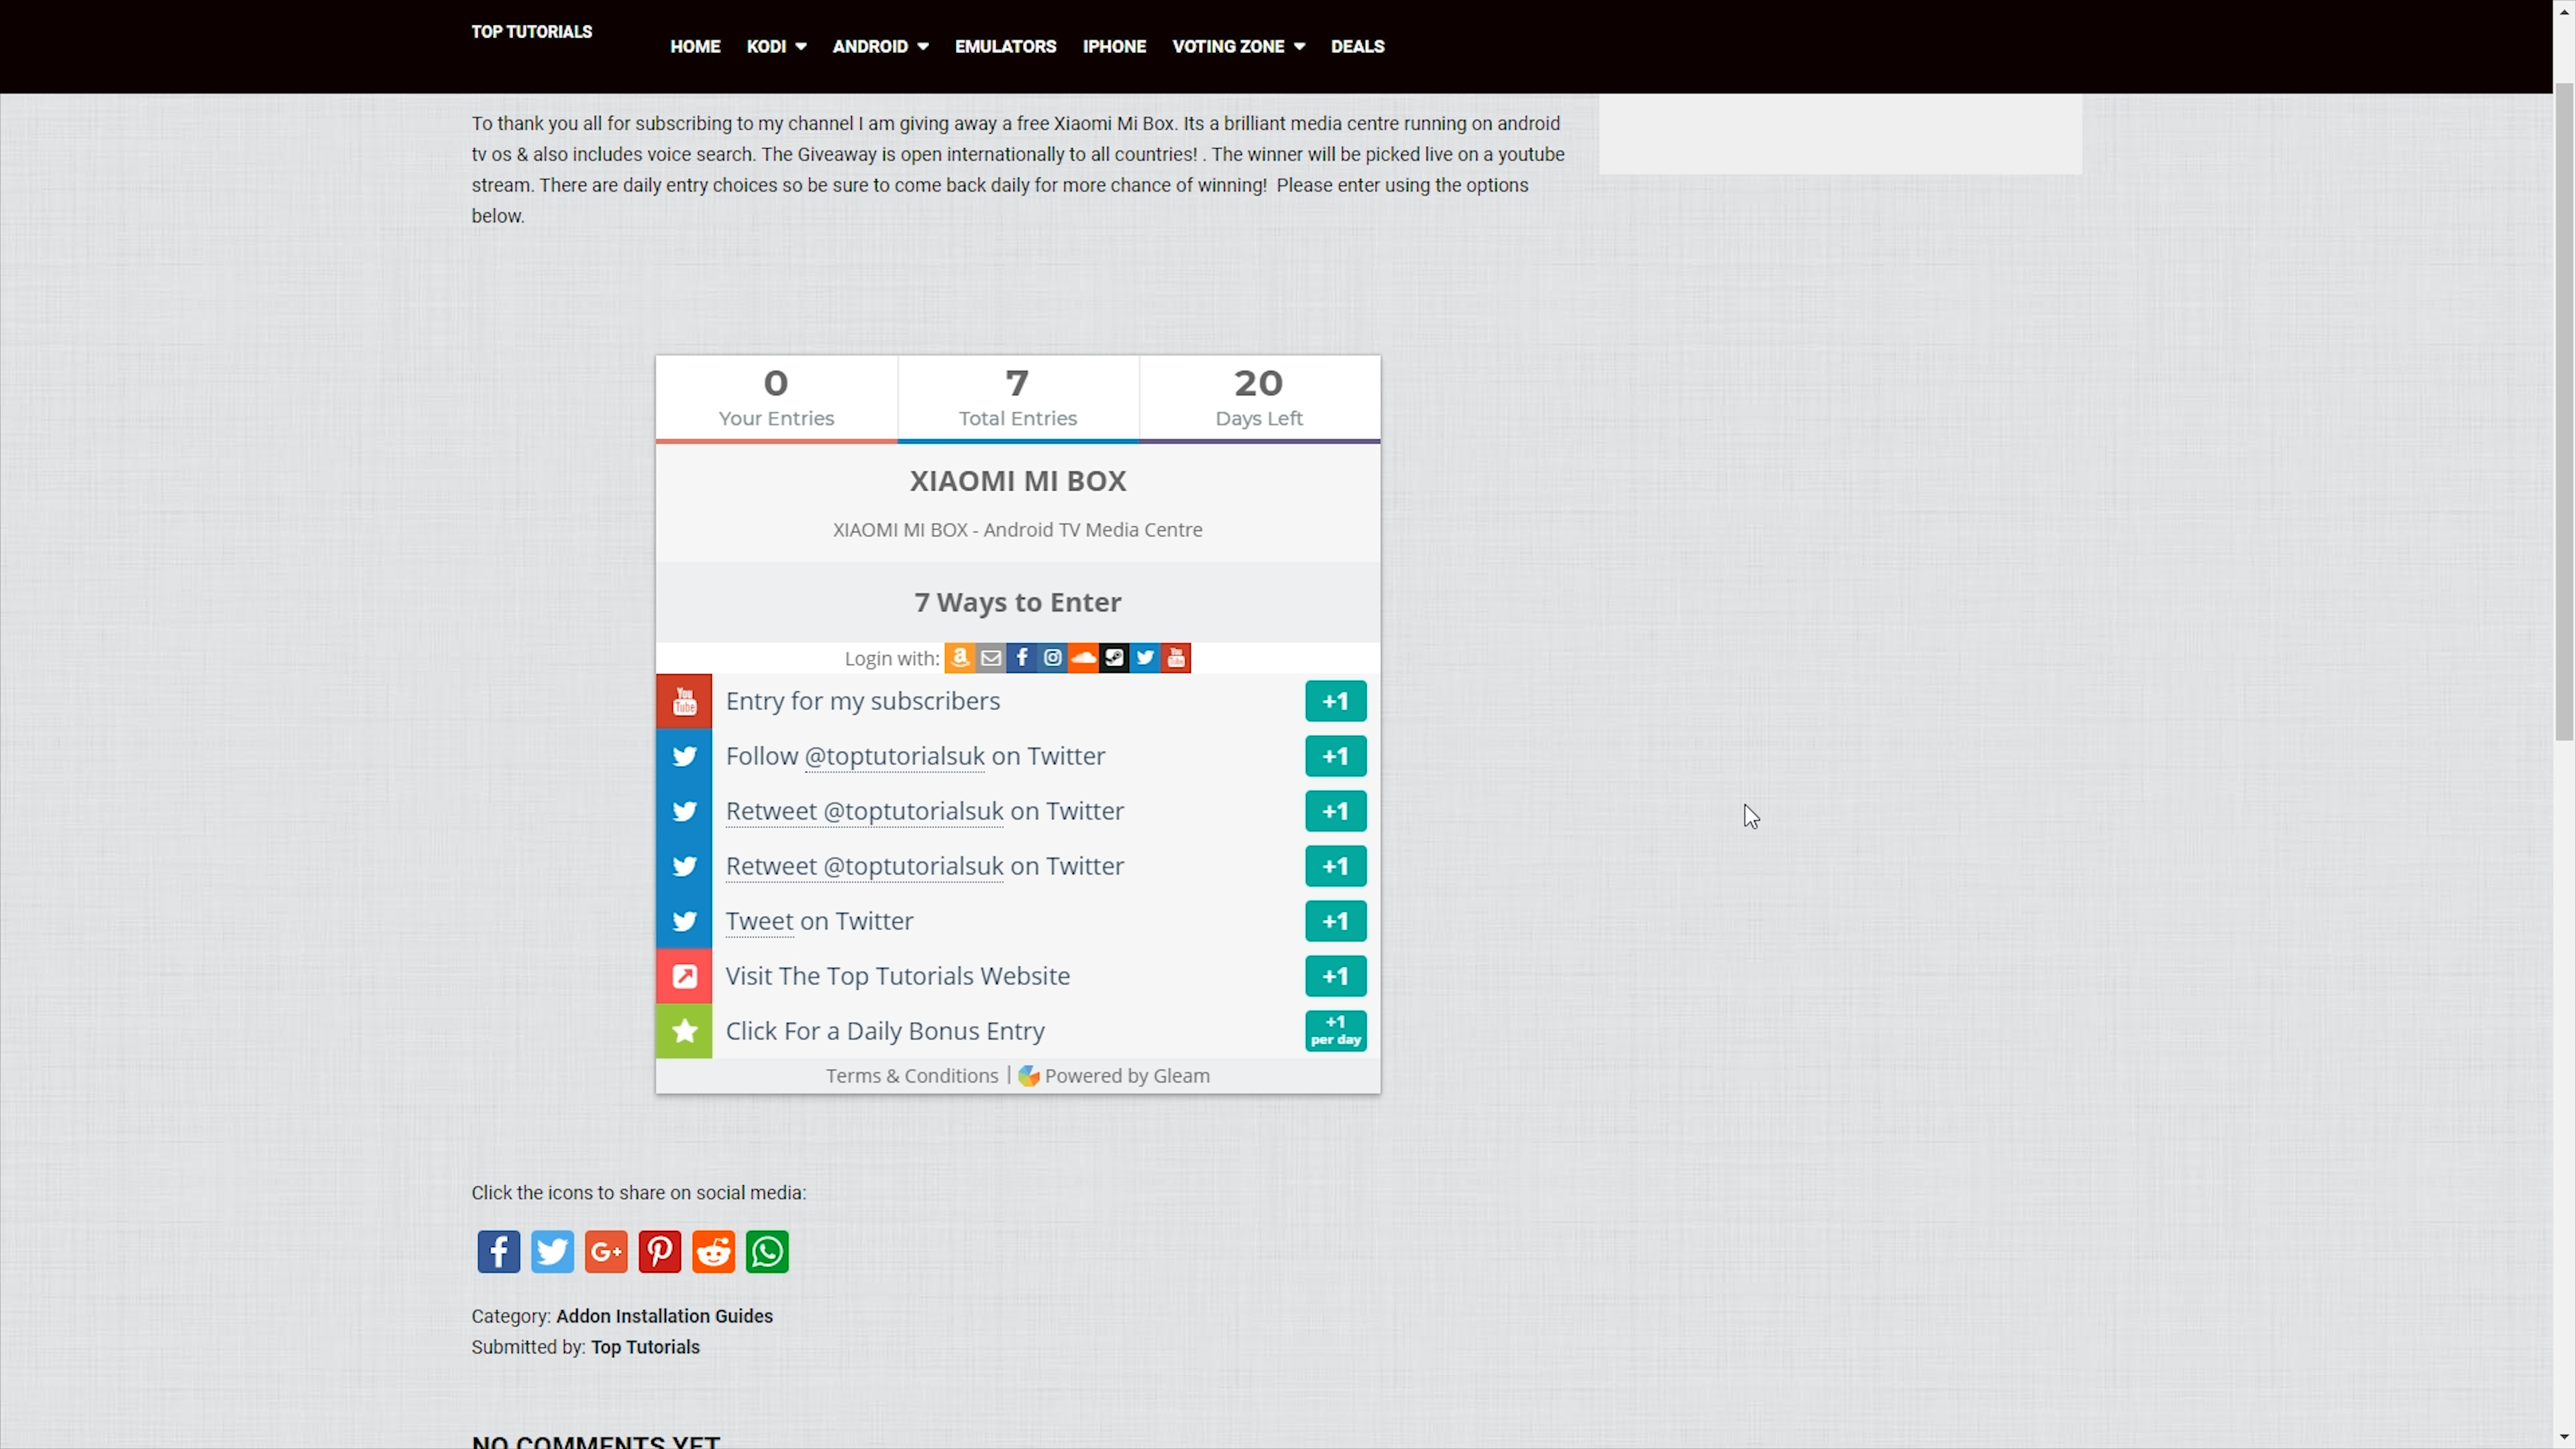 TOP TUTORIALS
HOME KODI ANDROID EMULATORS IPHONE VOTING ZONE DEALS
To thank you all for subscribing to my channel I am giving away a free Xiaomi Mi Box. Its a brilliant media centre running on android
tv os & also includes voice search. The Giveaway is open internationally to all countries! . The winner will be picked live on a youtube
stream. There are daily entry choices so be sure to come back daily for more chance of winning!  Please enter using the options
below.
0 7 20
Your Entries Total Entries Days Left
XIAOMI MI BOX
XIAOMI MI BOX - Android TV Media Centre
7 Ways to Enter
Login with:
You Tube
Entry for my subscribers +1
Follow @toptutorialsuk on Twitter +1
Retweet @toptutorialsuk on Twitter +1
Retweet @toptutorialsuk on Twitter +1
Tweet on Twitter +1
Visit The Top Tutorials Website +1
Click For a Daily Bonus Entry +1 per day
Terms & Conditions | Powered by Gleam
Click the icons to share on social media:
G+
Category: Addon Installation Guides
Submitted by: Top Tutorials
NO COMMENTS YET